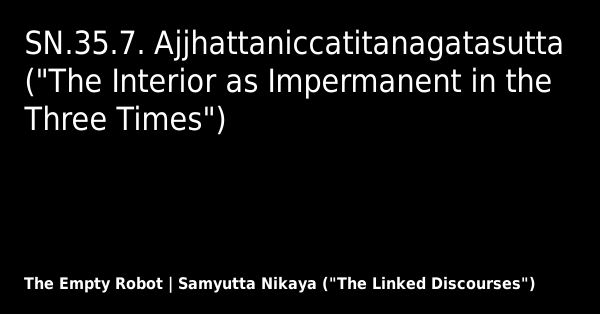 SN.35.7. Ajjhattaniccatitanagatasutta
("The Interior as Impermanent in the
Three Times")
The Empty Robot | Samyutta Nikaya ("The Linked Discourses")